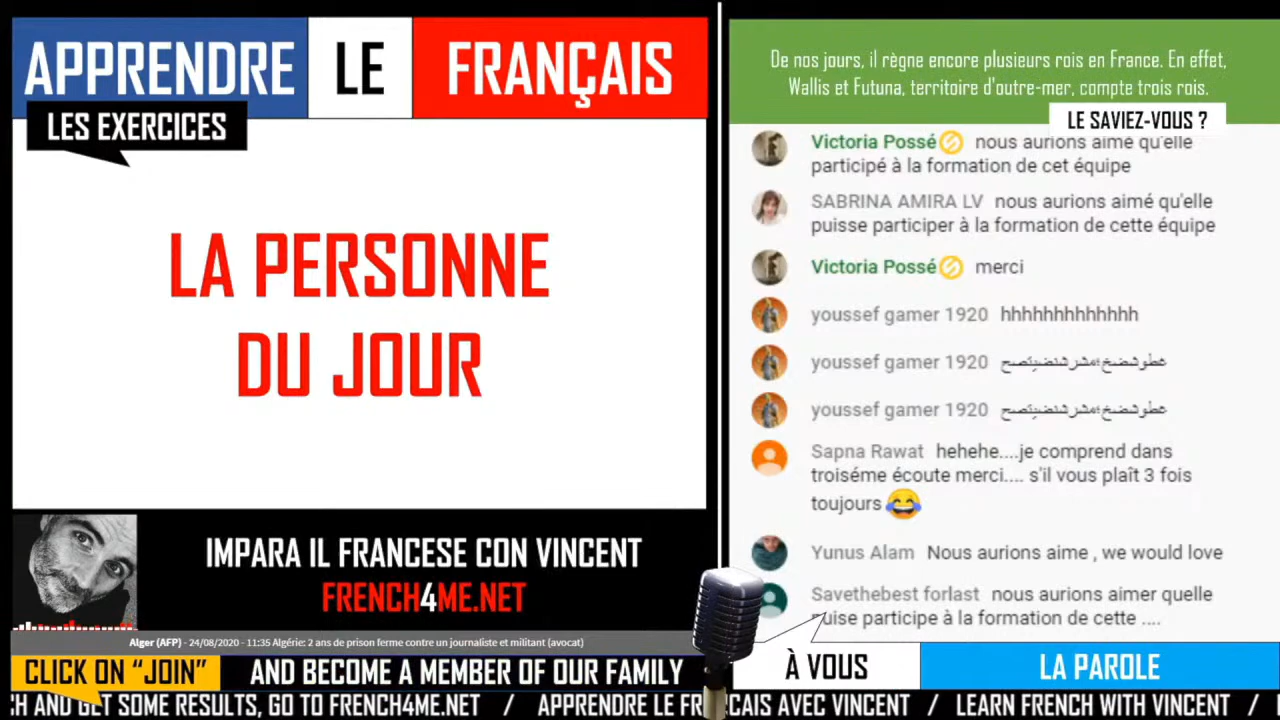 APPRENDRE LE FRANÇAIS
LES EXERCICES
LA PERSONNE
DU JOUR
IMPARA IL FRANCESE CON VINCENT
FRENCH4ME.NET
Alger (AFP) - 24/08/2020 - 11:35 Algérie: 2 ans de prison ferme contre un journaliste et militant (avocat)
CLICK ON “JOIN” AND BECOME A MEMBER OF OUR FAMILY
De nos jours, il règne encore plusieurs rois en France. En effet,
Wallis et Futuna, territoire d'outre-mer, compte trois rois.
LE SAVIEZ-VOUS ?
Victoria Possé nous aurions aimé qu'elle
participé à la formation de cet équipe
SABRINA AMIRA LV nous aurions aimé qu'elle
puisse participer à la formation de cette équipe
Victoria Possé merci
youssef gamer 1920 hhhhhhhhhhhhh
youssef gamer 1920
youssef gamer 1920
Sapna Rawat hehehe....je comprend dans
troiséme écoute merci.... s'il vous plaît 3 fois
toujours 😂
Yunus Alam Nous aurions aime , we would love
Savethebest forlast nous aurions aimer quelle
puise participe à la formation de cette ....
À VOUS LA PAROLE
AND GET SOME RESULTS, GO TO FRENCH4ME.NET / APPRENDRE LE FRANCAIS AVEC VINCENT / LEARN FRENCH WITH VINCENT /